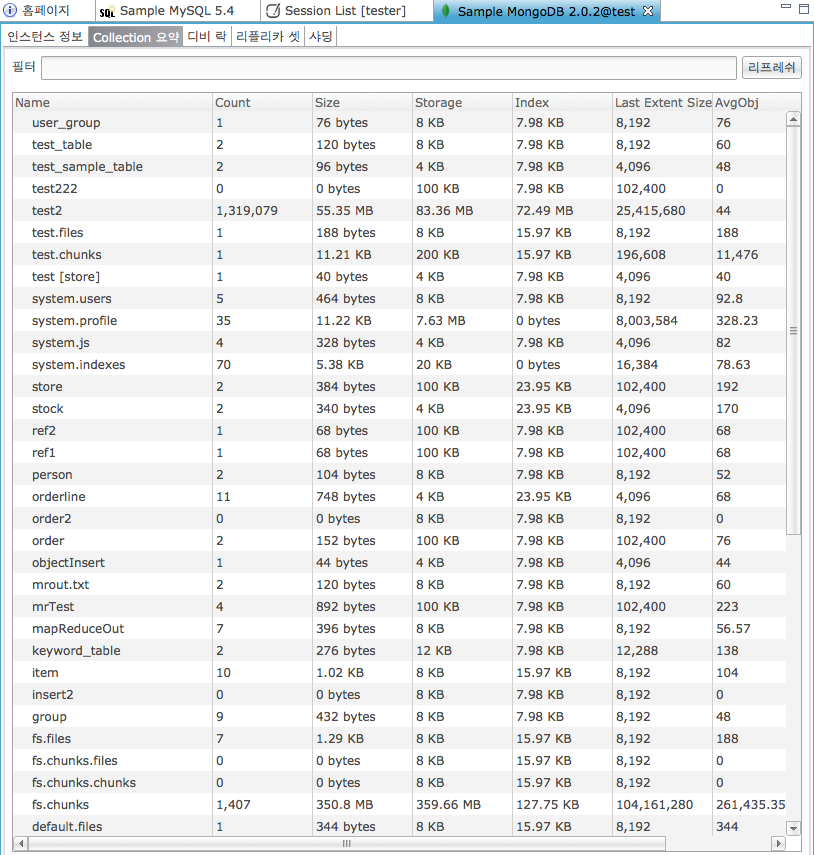 홈페이지 Sample MySQL 5.4 Session List [tester] Sample MongoDB 2.0.2@test
인스턴스 정보 Collection 요약 디비 락 리플리카 셋 샤딩
필터 리프레쉬
Name Count Size Storage Index Last Extent Size AvgObj
user_group 1 76 bytes 8 KB 7.98 KB 8,192 76
test_table 2 120 bytes 8 KB 7.98 KB 8,192 60
test_sample_table 2 96 bytes 4 KB 7.98 KB 4,096 48
test222 0 0 bytes 100 KB 7.98 KB 102,400 0
test2 1,319,079 55.35 MB 83.36 MB 72.49 MB 25,415,680 44
test.files 1 188 bytes 8 KB 15.97 KB 8,192 188
test.chunks 1 11.21 KB 200 KB 15.97 KB 196,608 11,476
test [store] 1 40 bytes 4 KB 7.98 KB 4,096 40
system.users 5 464 bytes 8 KB 7.98 KB 8,192 92.8
system.profile 35 11.22 KB 7.63 MB 0 bytes 8,003,584 328.23
system.js 4 328 bytes 4 KB 7.98 KB 4,096 82
system.indexes 70 5.38 KB 20 KB 0 bytes 16,384 78.63
store 2 384 bytes 100 KB 23.95 KB 102,400 192
stock 2 340 bytes 4 KB 23.95 KB 4,096 170
ref2 1 68 bytes 100 KB 7.98 KB 102,400 68
ref1 1 68 bytes 100 KB 7.98 KB 102,400 68
person 2 104 bytes 8 KB 7.98 KB 8,192 52
orderline 11 748 bytes 4 KB 23.95 KB 4,096 68
order2 0 0 bytes 8 KB 7.98 KB 8,192 0
order 2 152 bytes 100 KB 7.98 KB 102,400 76
objectInsert 1 44 bytes 4 KB 7.98 KB 4,096 44
mrout.txt 2 120 bytes 8 KB 7.98 KB 8,192 60
mrTest 4 892 bytes 100 KB 7.98 KB 102,400 223
mapReduceOut 7 396 bytes 8 KB 7.98 KB 8,192 56.57
keyword_table 2 276 bytes 12 KB 7.98 KB 12,288 138
item 10 1.02 KB 8 KB 15.97 KB 8,192 104
insert2 0 0 bytes 8 KB 7.98 KB 8,192 0
group 9 432 bytes 8 KB 7.98 KB 8,192 48
fs.files 7 1.29 KB 8 KB 15.97 KB 8,192 188
fs.chunks.files 0 0 bytes 8 KB 15.97 KB 8,192 0
fs.chunks.chunks 0 0 bytes 8 KB 15.97 KB 8,192 0
fs.chunks 1,407 350.8 MB 359.66 MB 127.75 KB 104,161,280 261,435.35
default.files 1 344 bytes 8 KB 15.97 KB 8,192 344